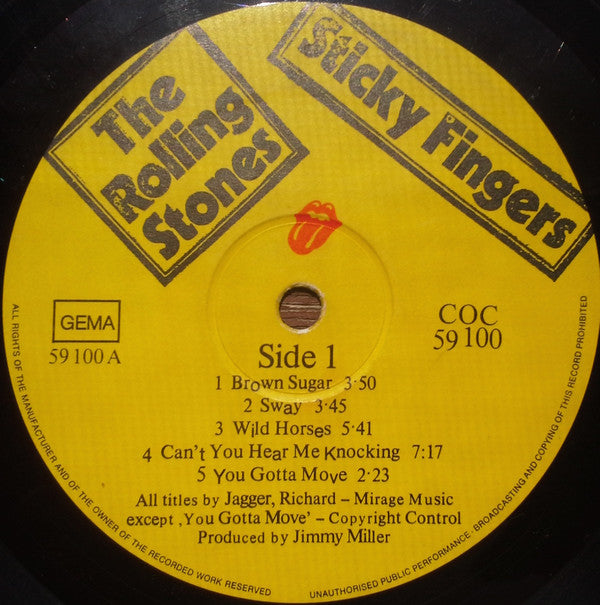 The
Rolling
Stones
Sticky Fingers
GEMA
59 100 A
COC
59 100
Side 1
1 Brown Sugar 3·50
2 Sway 3·45
3 Wild Horses 5·41
4 Can't You Hear Me Knocking 7:17
5 You Gotta Move 2·23
All titles by Jagger, Richard – Mirage Music
except ‚You Gotta Move' – Copyright Control
Produced by Jimmy Miller
ALL RIGHTS OF THE MANUFACTURER AND OF THE OWNER OF THE RECORDED WORK RESERVED
UNAUTHORISED PUBLIC PERFORMANCE · BROADCASTING AND COPYING OF THIS RECORD PROHIBITED